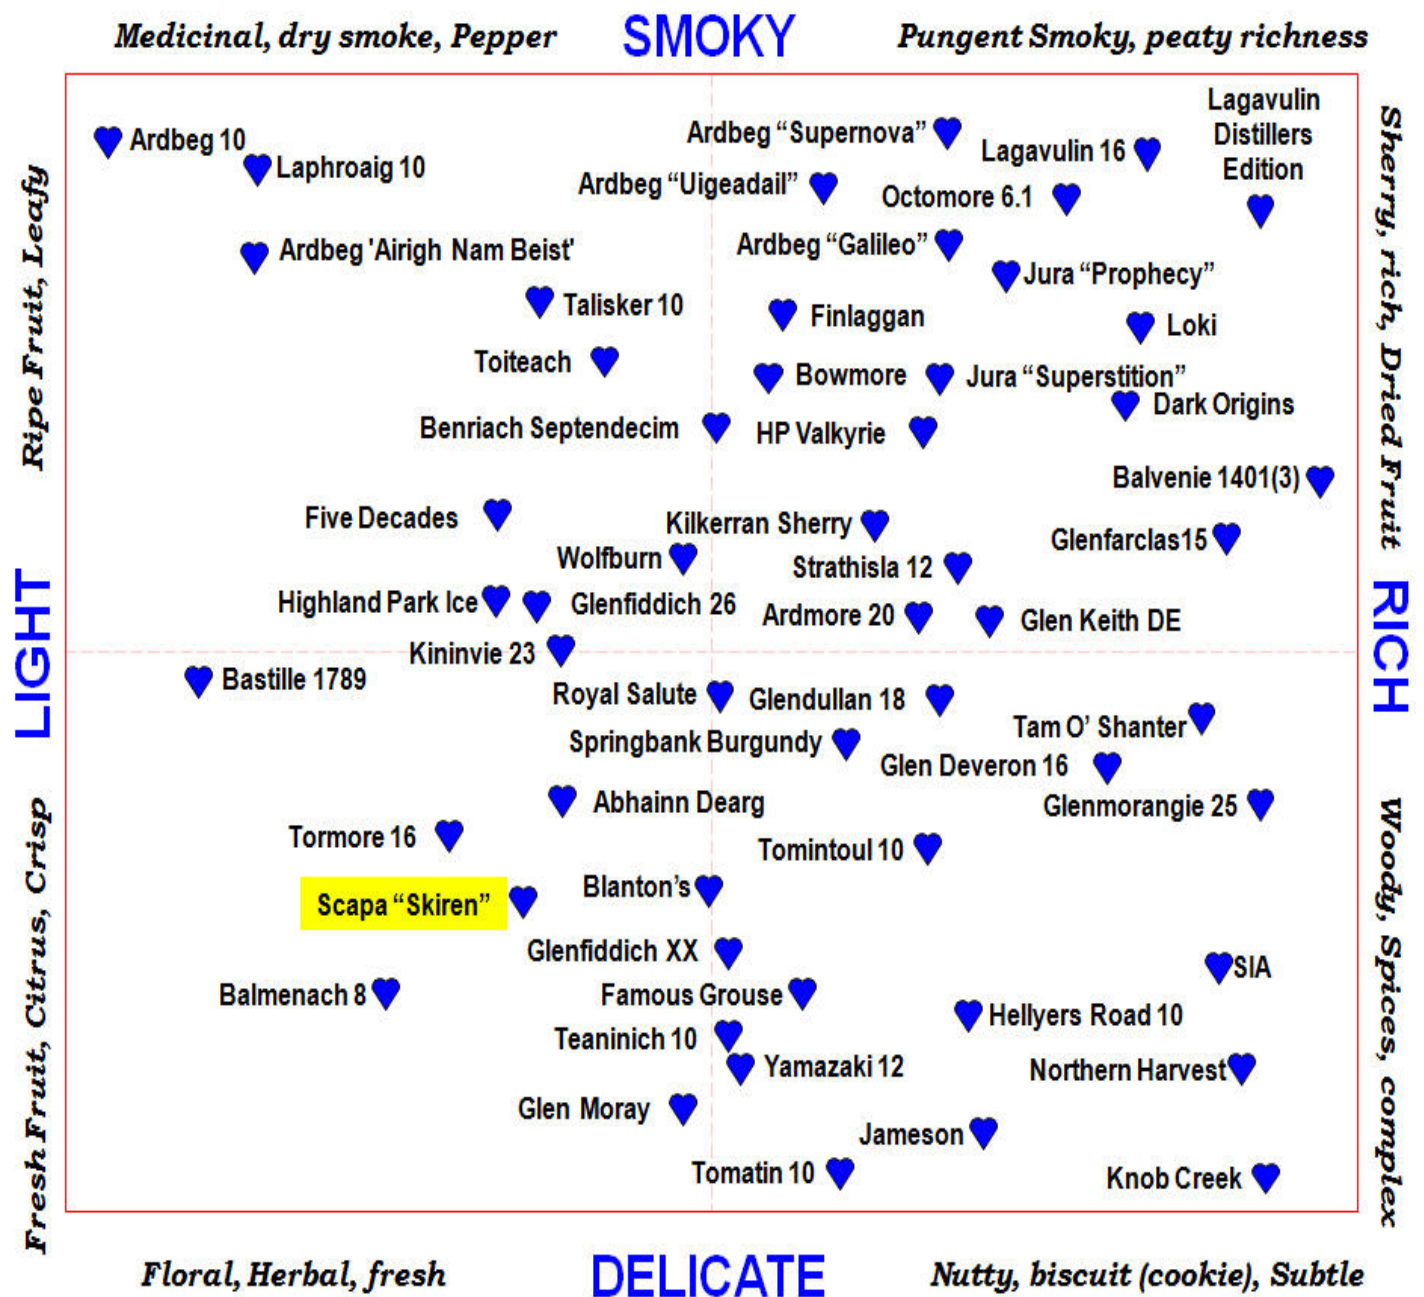 Medicinal, dry smoke, Pepper
SMOKY
Pungent Smoky, peaty richness
Ripe Fruit, Leafy
LIGHT
Fresh Fruit, Citrus, Crisp
Ardbeg 10
Laphroaig 10
Ardbeg "Supernova"
Lagavulin 16
Lagavulin
Distillers
Edition
Ardbeg "Uigeadail"
Octomore 6.1
Ardbeg 'Airigh Nam Beist'
Ardbeg "Galileo"
Jura "Prophecy"
Talisker 10
Finlaggan
Loki
Toiteach
Bowmore
Jura "Superstition"
Dark Origins
Benriach Septendecim
HP Valkyrie
Balvenie 1401(3)
Five Decades
Kilkerran Sherry
Glenfarclas15
Wolfburn
Strathisla 12
Highland Park Ice
Glenfiddich 26
Ardmore 20
Glen Keith DE
Kininvie 23
Bastille 1789
Royal Salute
Glendullan 18
Tam O' Shanter
Springbank Burgundy
Glen Deveron 16
Abhainn Dearg
Glenmorangie 25
Tormore 16
Tomintoul 10
Scapa "Skiren"
Blanton's
Glenfiddich XX
SIA
Balmenach 8
Famous Grouse
Hellyers Road 10
Teaninich 10
Yamazaki 12
Northern Harvest
Glen Moray
Jameson
Tomatin 10
Knob Creek
Sherry, rich, Dried Fruit
RICH
Woody, Spices, complex
Floral, Herbal, fresh
DELICATE
Nutty, biscuit (cookie), Subtle